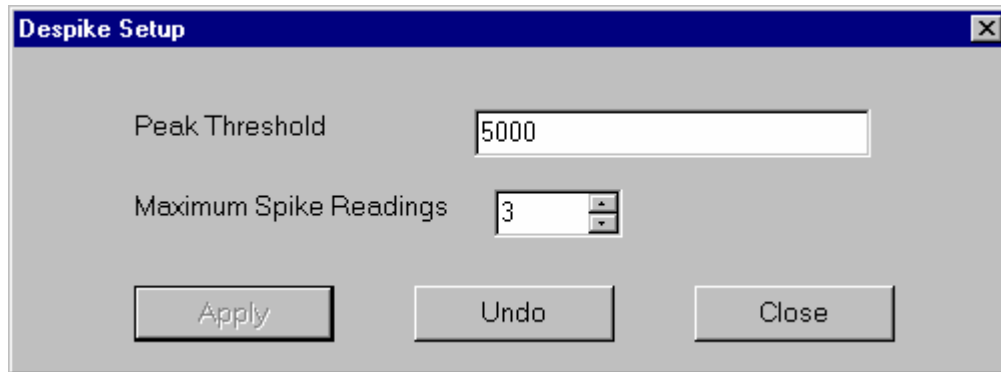 Despike Setup
Peak Threshold 5000
Maximum Spike Readings 3
Apply Undo Close